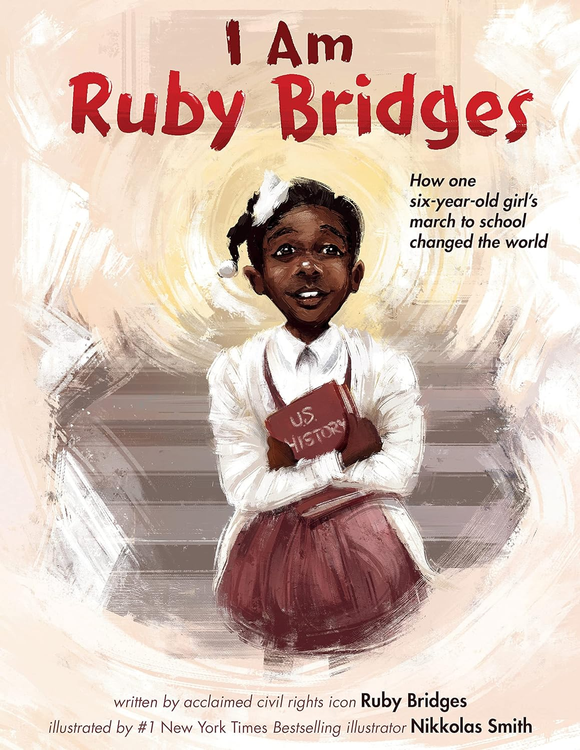 I Am
Ruby Bridges
How one
six-year-old girl's
march to school
changed the world
U.S.
HISTORY
written by acclaimed civil rights icon Ruby Bridges
illustrated by #1 New York Times Bestselling illustrator Nikkolas Smith